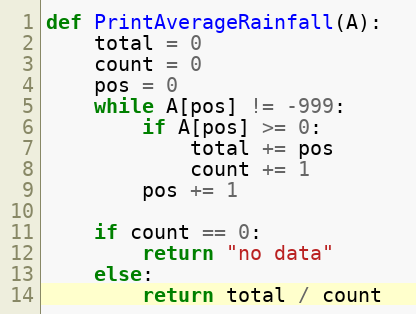 1 def PrintAverageRainfall(A):
2     total = 0
3     count = 0
4     pos = 0
5     while A[pos] != -999:
6         if A[pos] >= 0:
7             total += pos
8             count += 1
9         pos += 1
10
11     if count == 0:
12         return "no data"
13     else:
14         return total / count